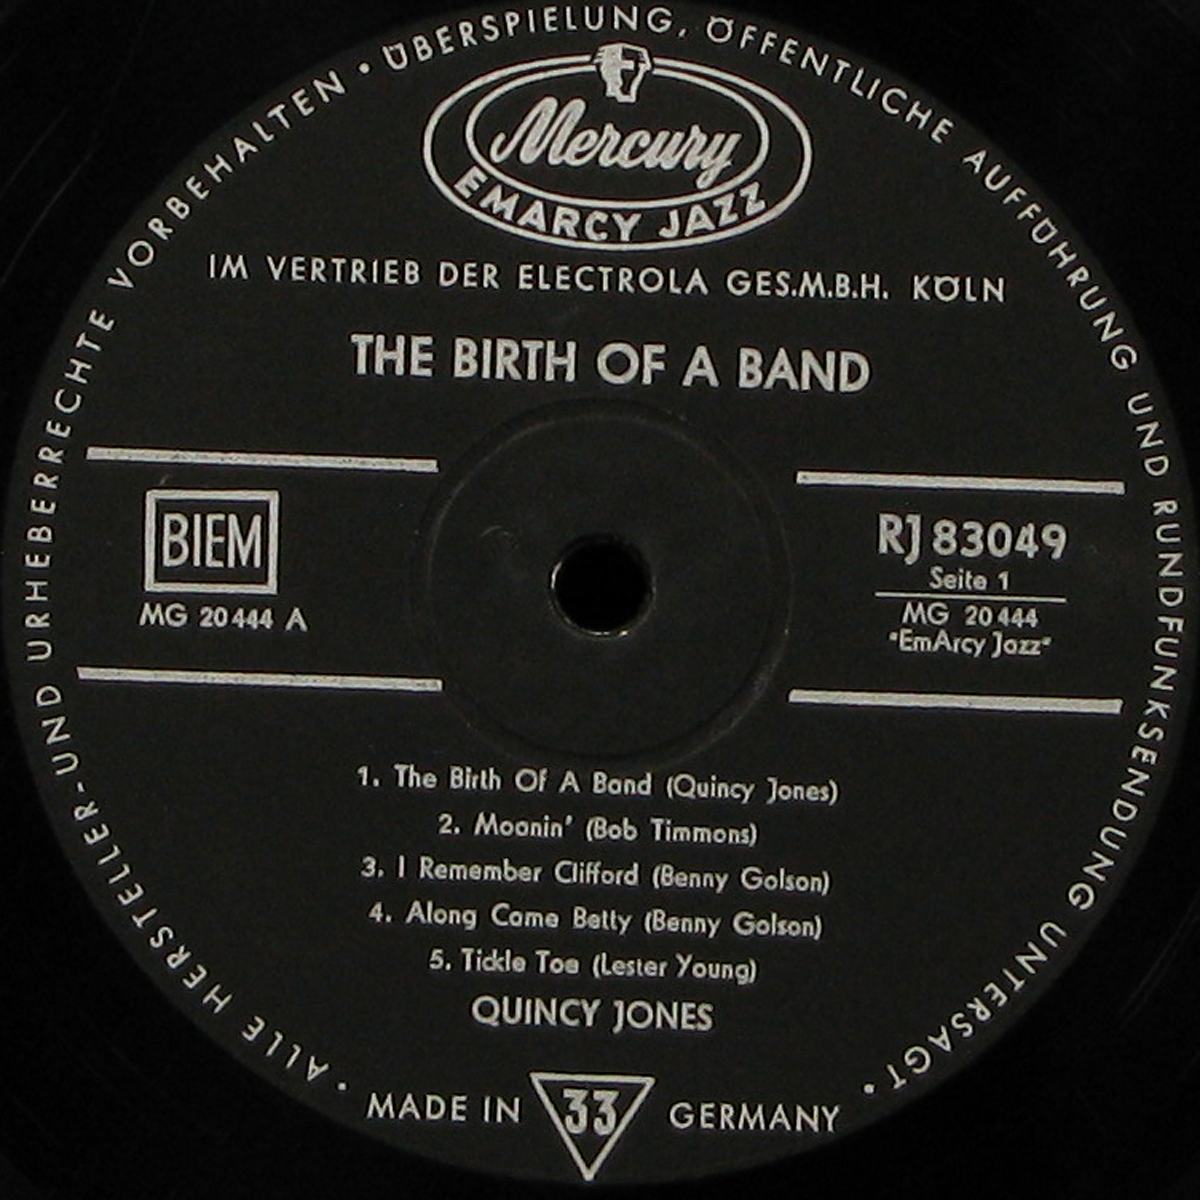 ALLE HERSTELLER- UND URHEBERRECHTE VORBEHALTEN • ÜBERSPIELUNG, ÖFFENTLICHE AUFFÜHRUNG UND RUNDFUNKSENDUNG UNTERSAGT •
Mercury
EMARCY JAZZ
IM VERTRIEB DER ELECTROLA GES.M.B.H. KÖLN
THE BIRTH OF A BAND
BIEM
MG 20444 A
RJ 83049
Seite 1
MG 20444
"EmArcy Jazz"
1. The Birth Of A Band (Quincy Jones)
2. Moanin' (Bob Timmons)
3. I Remember Clifford (Benny Golson)
4. Along Came Betty (Benny Golson)
5. Tickle Toe (Lester Young)
QUINCY JONES
MADE IN 33 GERMANY